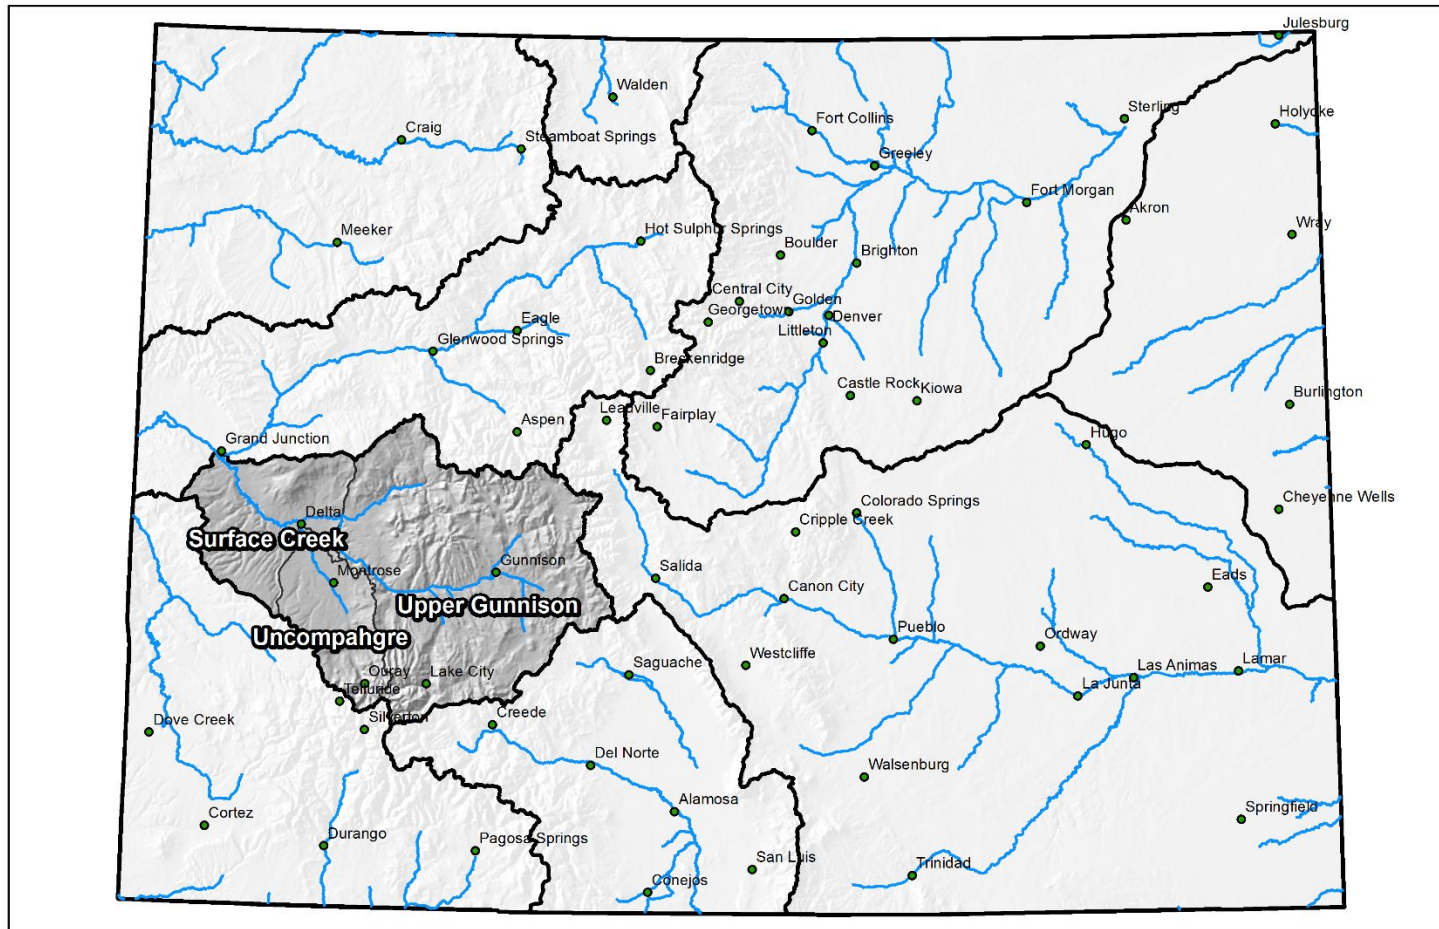 Julesburg
Walden
Sterling
Holyoke
Fort Collins
Craig
Steamboat Springs
Greeley
Fort Morgan
Akron
Wray
Meeker
Hot Sulphur Springs
Boulder
Brighton
Central City
Golden
Georgetown
Denver
Eagle
Littleton
Glenwood Springs
Breckenridge
Castle Rock
Kiowa
Burlington
Leadville
Fairplay
Aspen
Hugo
Grand Junction
Cheyenne Wells
Colorado Springs
Delta
Cripple Creek
Surface Creek
Gunnison
Salida
Montrose
Eads
Canon City
Upper Gunnison
Pueblo
Uncompahgre
Ordway
Westcliffe
Las Animas
Lamar
Ouray
Lake City
Saguache
Telluride
La Junta
Dove Creek
Silverton
Creede
Del Norte
Walsenburg
Alamosa
Cortez
Springfield
Durango
Pagosa Springs
San Luis
Trinidad
Conejos